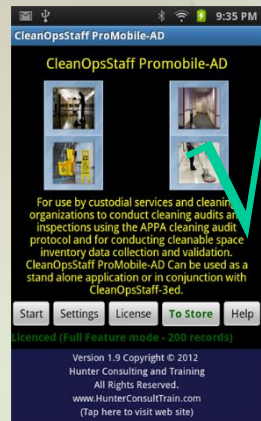 9:35 PM
CleanOpsStaff ProMobile-AD
CleanOpsStaff Promobile-AD
For use by custodial services and cleaning
organizations to conduct cleaning audits and
inspections using the APPA cleaning audit
protocol and for conducting cleanable space
inventory data collection and validation.
CleanOpsStaff ProMobile-AD Can be used as a
stand alone application or in conjunction with
CleanOpsStaff-3ed.
Start Settings License To Store Help
Licenced (Full Feature mode - 200 records)
Version 1.9 Copyright © 2012
Hunter Consulting and Training
All Rights Reserved.
www.HunterConsultTrain.com
(Tap here to visit web site)